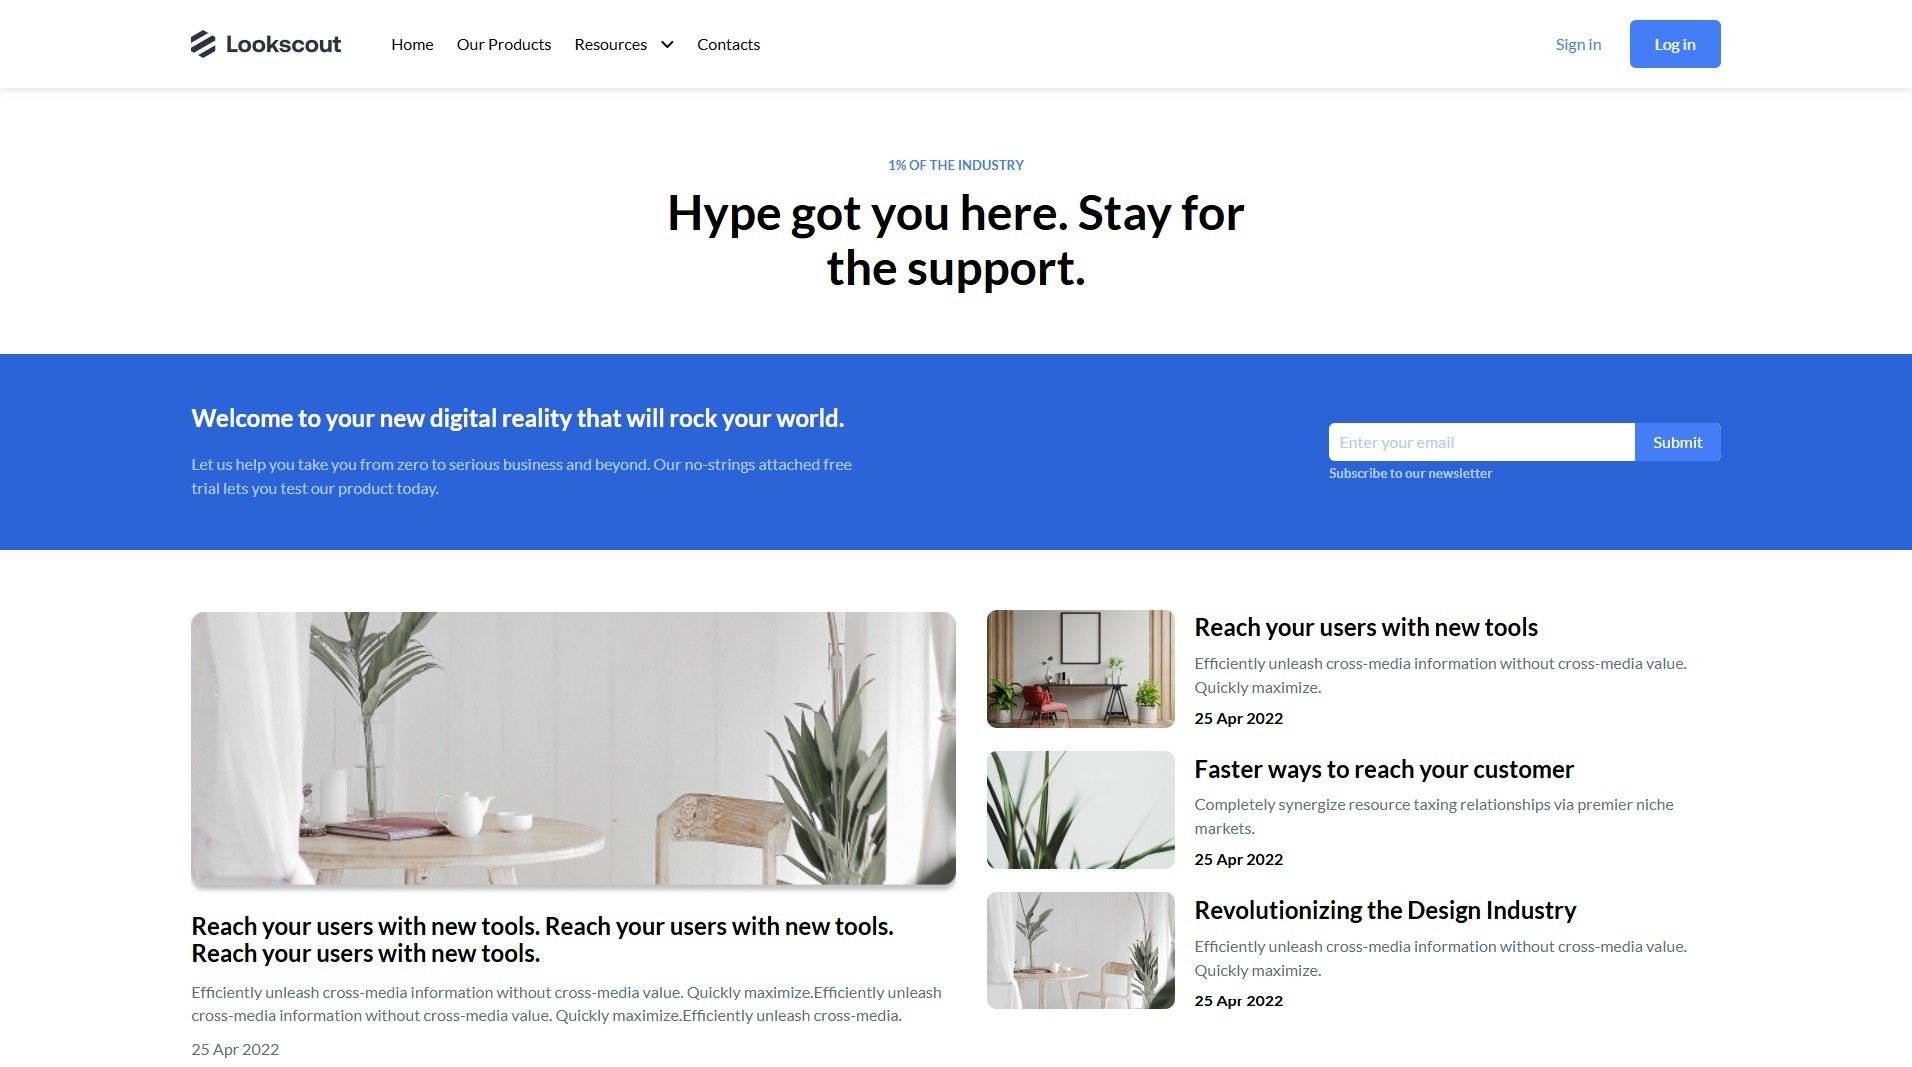 Lookscout
Home
Our Products
Resources
Contacts
Sign in
Log in
1% OF THE INDUSTRY
Hype got you here. Stay for
the support.
Welcome to your new digital reality that will rock your world.
Let us help you take you from zero to serious business and beyond. Our no-strings attached free
trial lets you test our product today.
Enter your email
Submit
Subscribe to our newsletter
Reach your users with new tools. Reach your users with new tools.
Reach your users with new tools.
Efficiently unleash cross-media information without cross-media value. Quickly maximize.Efficiently unleash
cross-media information without cross-media value. Quickly maximize.Efficiently unleash cross-media.
25 Apr 2022
Reach your users with new tools
Efficiently unleash cross-media information without cross-media value.
Quickly maximize.
25 Apr 2022
Faster ways to reach your customer
Completely synergize resource taxing relationships via premier niche
markets.
25 Apr 2022
Revolutionizing the Design Industry
Efficiently unleash cross-media information without cross-media value.
Quickly maximize.
25 Apr 2022